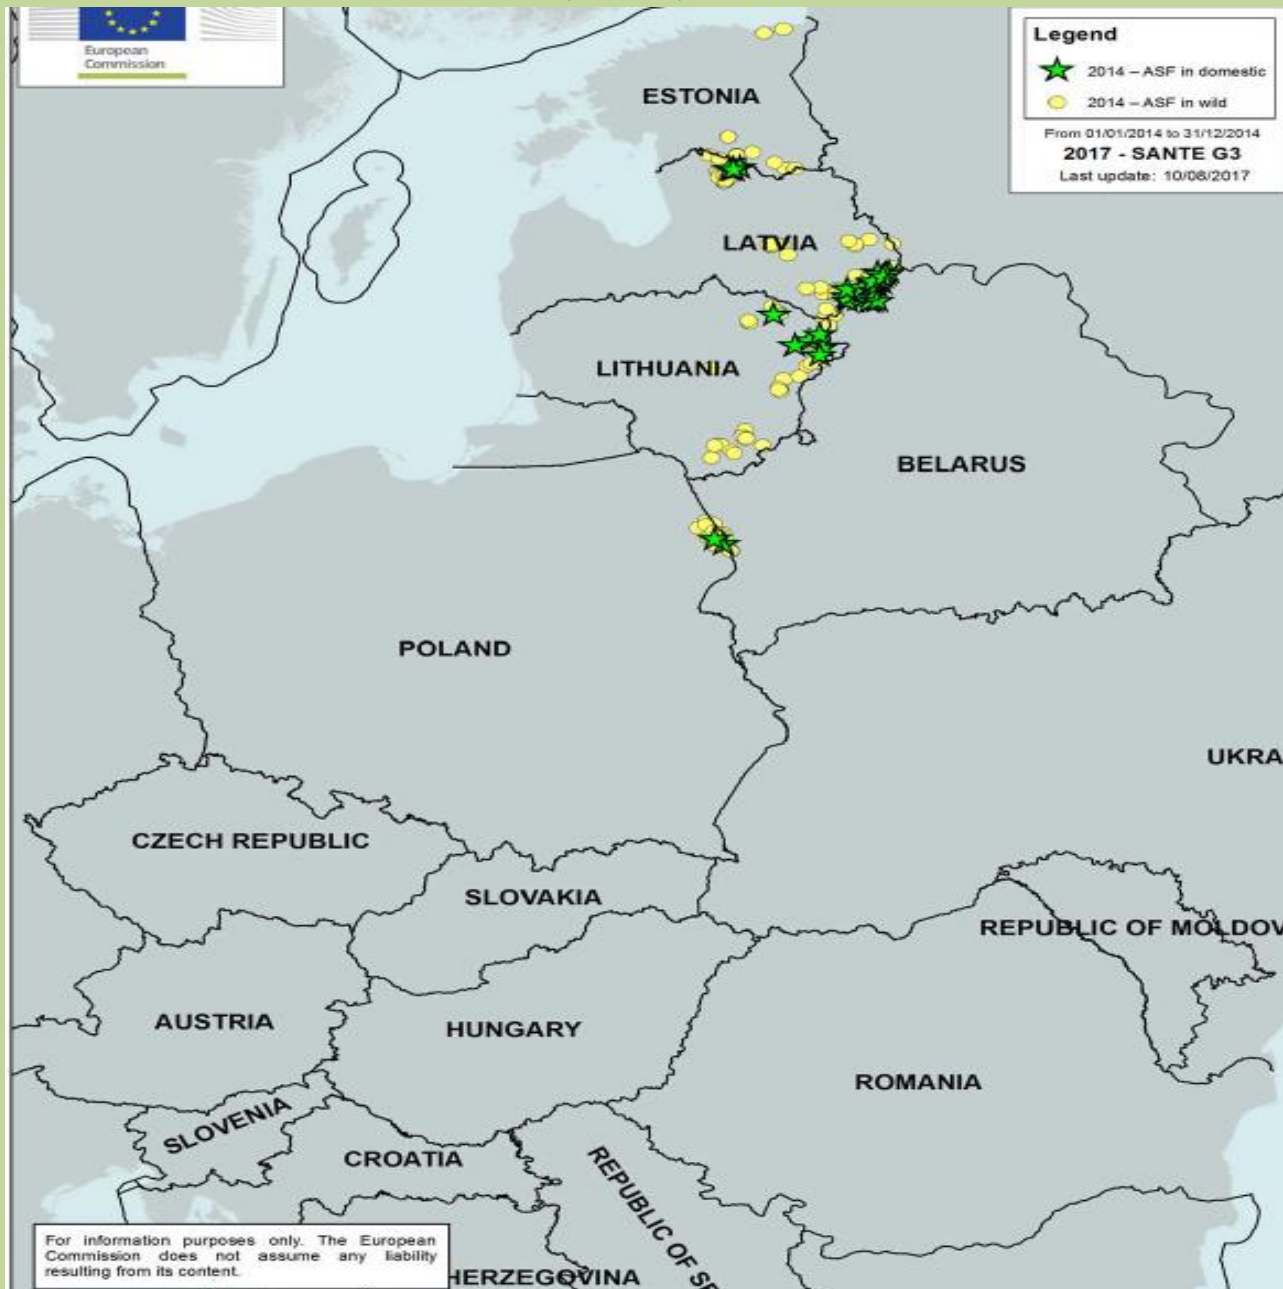 European
Commission
Legend
2014 – ASF in domestic
2014 – ASF in wild
From 01/01/2014 to 31/12/2014
2017 - SANTE G3
Last update: 10/08/2017
ESTONIA
LATVIA
LITHUANIA
BELARUS
POLAND
UKRA
CZECH REPUBLIC
SLOVAKIA
REPUBLIC OF MOLDOV
AUSTRIA
HUNGARY
ROMANIA
SLOVENIA
CROATIA
REPUBLIC OF SE
HERZEGOVINA
For information purposes only. The European
Commission does not assume any liability
resulting from its content.